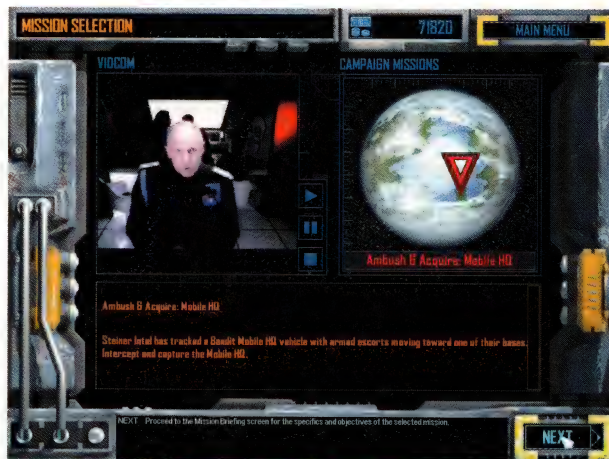 MISSION SELECTION
71820
MAIN MENU
VIDCOM
CAMPAIGN MISSIONS
Ambush & Acquire: Mobile HQ
Ambush & Acquire: Mobile HQ
Steiner Intel has tracked a Bandit Mobile HQ vehicle with armed escorts moving toward one of their bases.
Intercept and capture the Mobile HQ.
NEXT Proceed to the Mission Briefing screen for the specifics and objectives of the selected mission.
NEXT